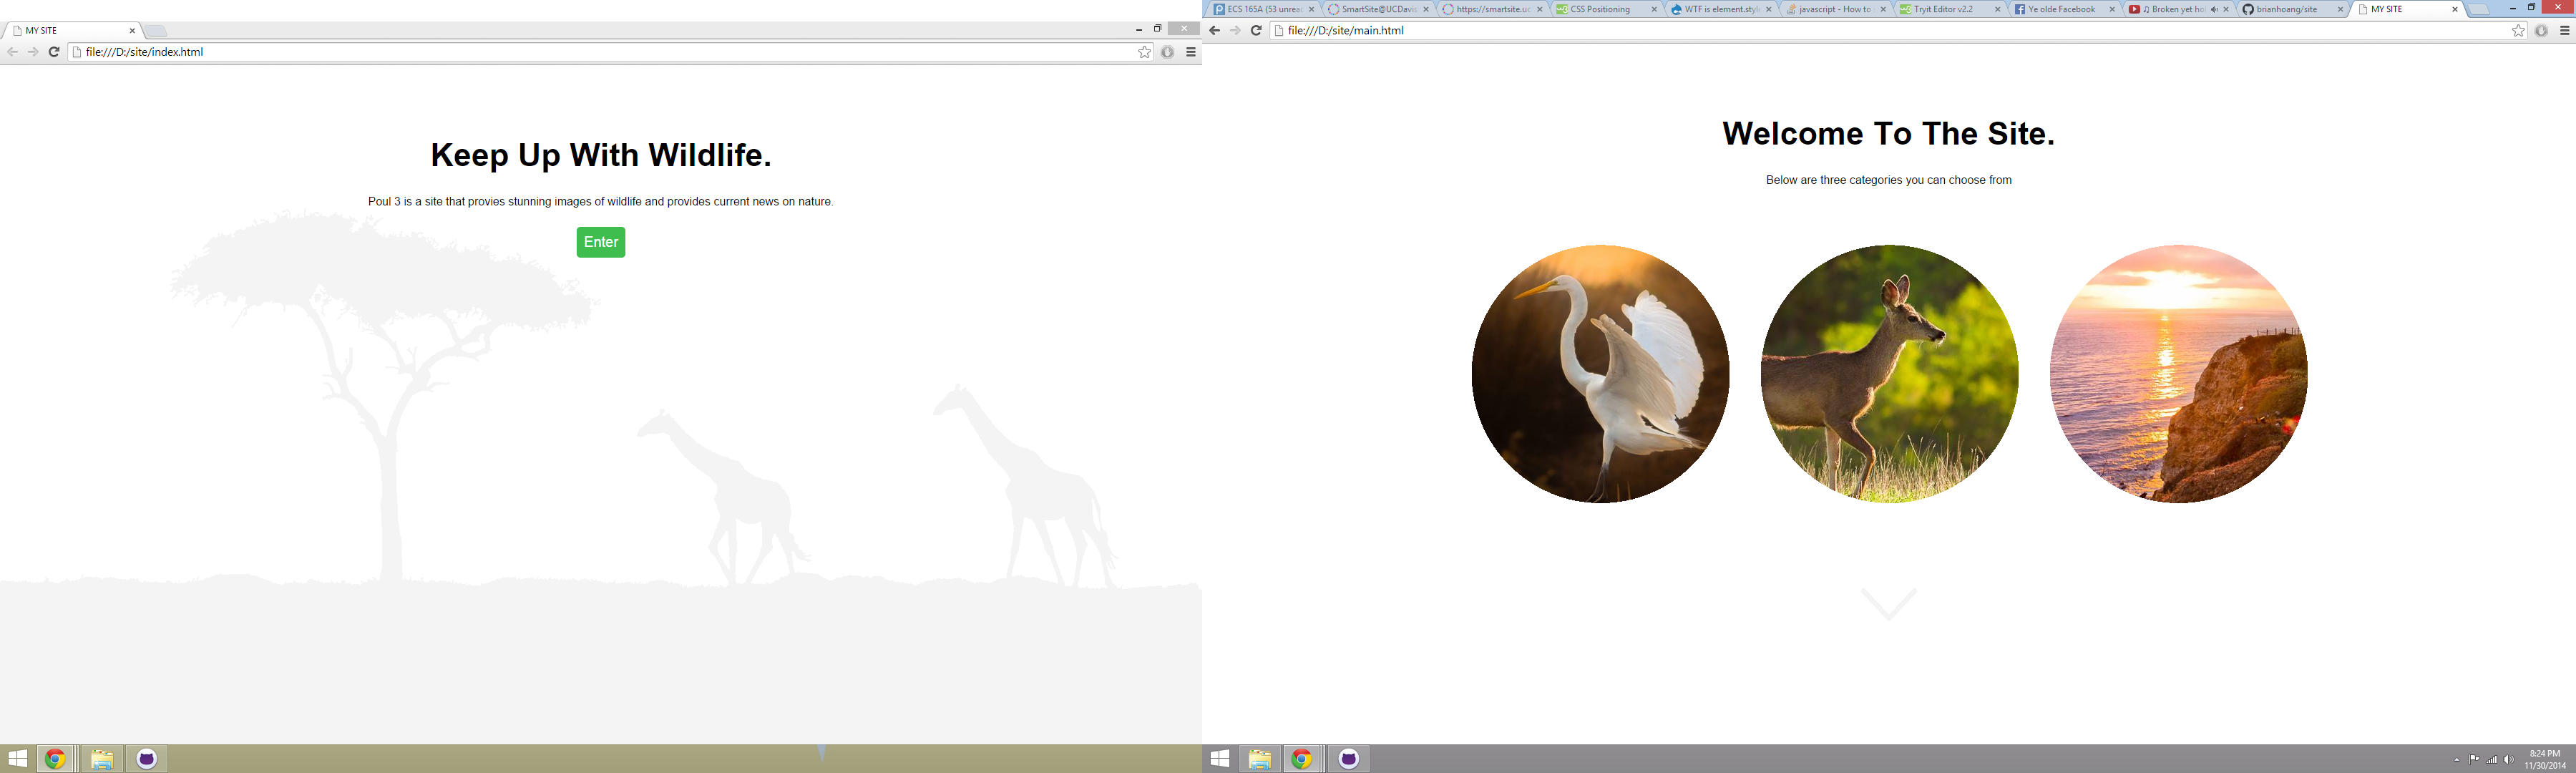 MY SITE
file:///D:/site/index.html
Keep Up With Wildlife.
Poul 3 is a site that provies stunning images of wildlife and provides current news on nature.
Enter
ECS 165A (53 unrea
SmartSite@UCDavis
https://smartsite.uc
CSS Positioning
WTF is element.style
javascript - How to
Tryit Editor v2.2
Ye olde Facebook
♫ Broken yet ho
brianhoang/site
MY SITE
file:///D:/site/main.html
Welcome To The Site.
Below are three categories you can choose from
8:24 PM
11/30/2014